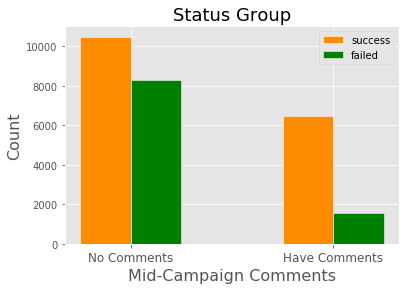 Status Group
success
failed
10000
8000
6000
4000
2000
0
Count
No Comments
Have Comments
Mid-Campaign Comments